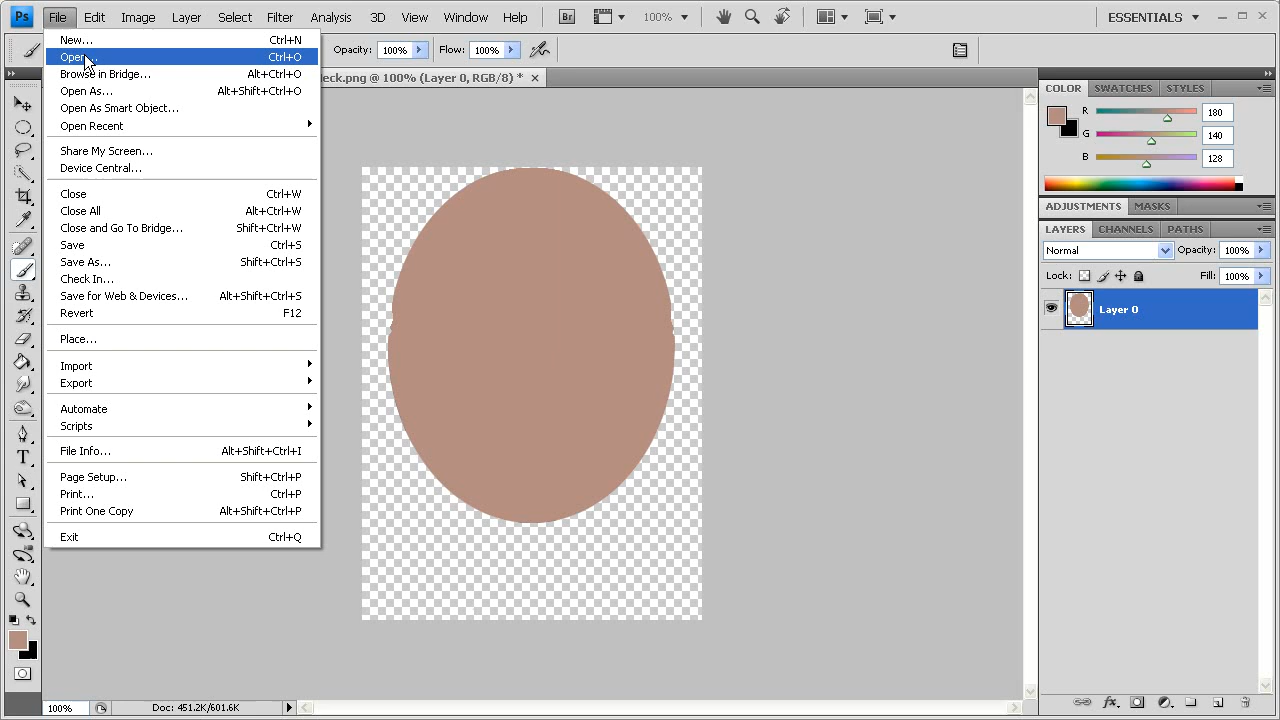 Ps File Edit Image Layer Select Filter Analysis 3D View Window Help Br 100% ESSENTIALS
Opacity: 100% Flow: 100%
eck.png @ 100% (Layer 0, RGB/8) *
New... Ctrl+N
Open... Ctrl+O
Browse in Bridge... Alt+Ctrl+O
Open As... Alt+Shift+Ctrl+O
Open As Smart Object...
Open Recent
Share My Screen...
Device Central...
Close Ctrl+W
Close All Alt+Ctrl+W
Close and Go To Bridge... Shift+Ctrl+W
Save Ctrl+S
Save As... Shift+Ctrl+S
Check In...
Save for Web & Devices... Alt+Shift+Ctrl+S
Revert F12
Place...
Import
Export
Automate
Scripts
File Info... Alt+Shift+Ctrl+I
Page Setup... Shift+Ctrl+P
Print... Ctrl+P
Print One Copy Alt+Shift+Ctrl+P
Exit Ctrl+Q
COLOR SWATCHES STYLES
R 180
G 140
B 128
ADJUSTMENTS MASKS
LAYERS CHANNELS PATHS
Normal Opacity: 100%
Lock: Fill: 100%
Layer 0
T
fx
100% Doc: 451.2K/601.6K